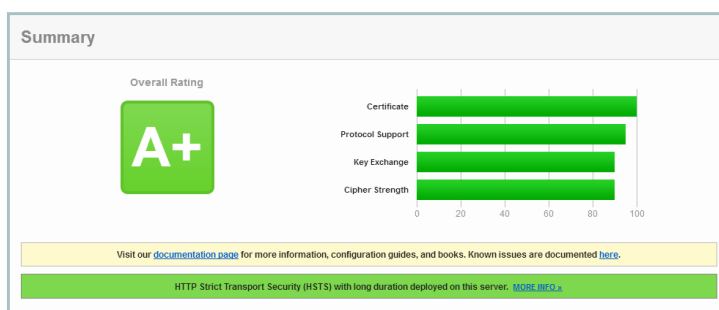 Summary
Overall Rating
A+
Certificate
Protocol Support
Key Exchange
Cipher Strength
0 20 40 60 80 100
Visit our documentation page for more information, configuration guides, and books. Known issues are documented here.
HTTP Strict Transport Security (HSTS) with long duration deployed on this server. MORE INFO »